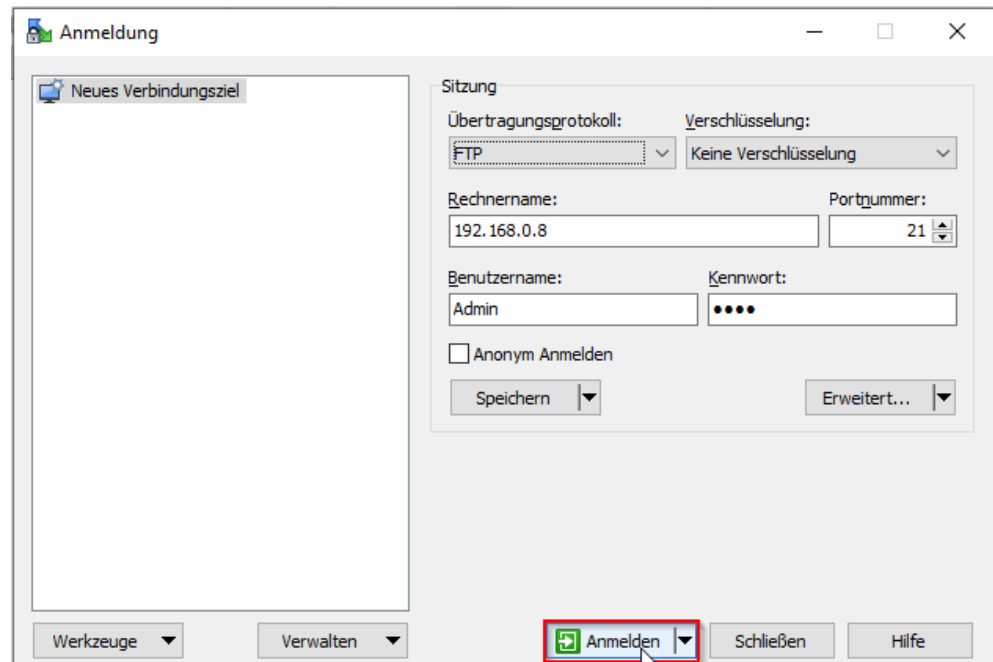 Anmeldung
Neues Verbindungsziel
Sitzung
Übertragungsprotokoll: Verschlüsselung:
FTP Keine Verschlüsselung
Rechnername: Portnummer:
192.168.0.8 21
Benutzername: Kennwort:
Admin ••••
Anonym Anmelden
Speichern Erweitert...
Werkzeuge Verwalten Anmelden Schließen Hilfe